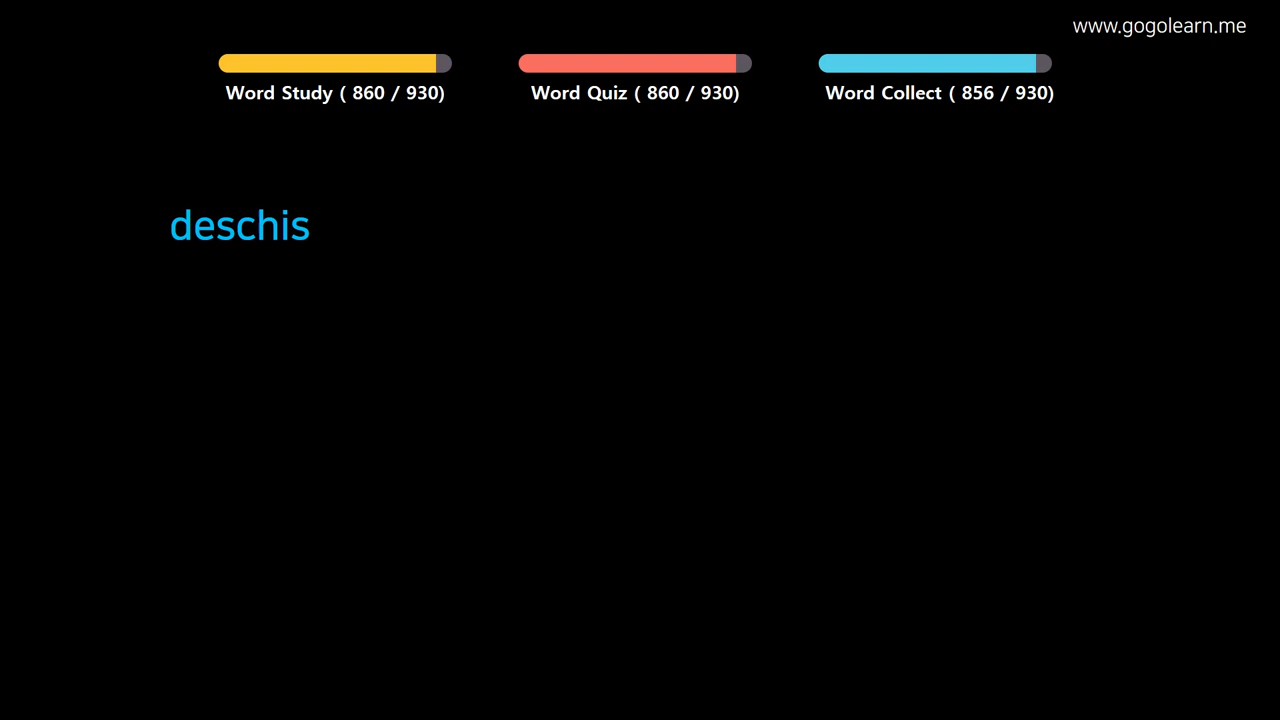 www.gogolearn.me
Word Study ( 860 / 930)
Word Quiz ( 860 / 930)
Word Collect ( 856 / 930)
deschis